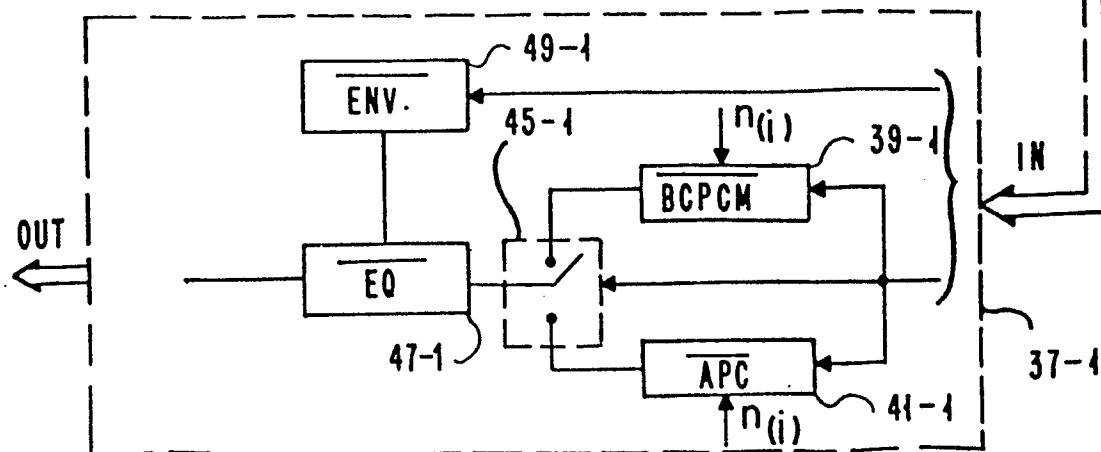 49-1
ENV.
45-1
n(i)
39-1
IN
BCPCM
OUT
EQ
47-1
37-1
APC
41-1
n(i)